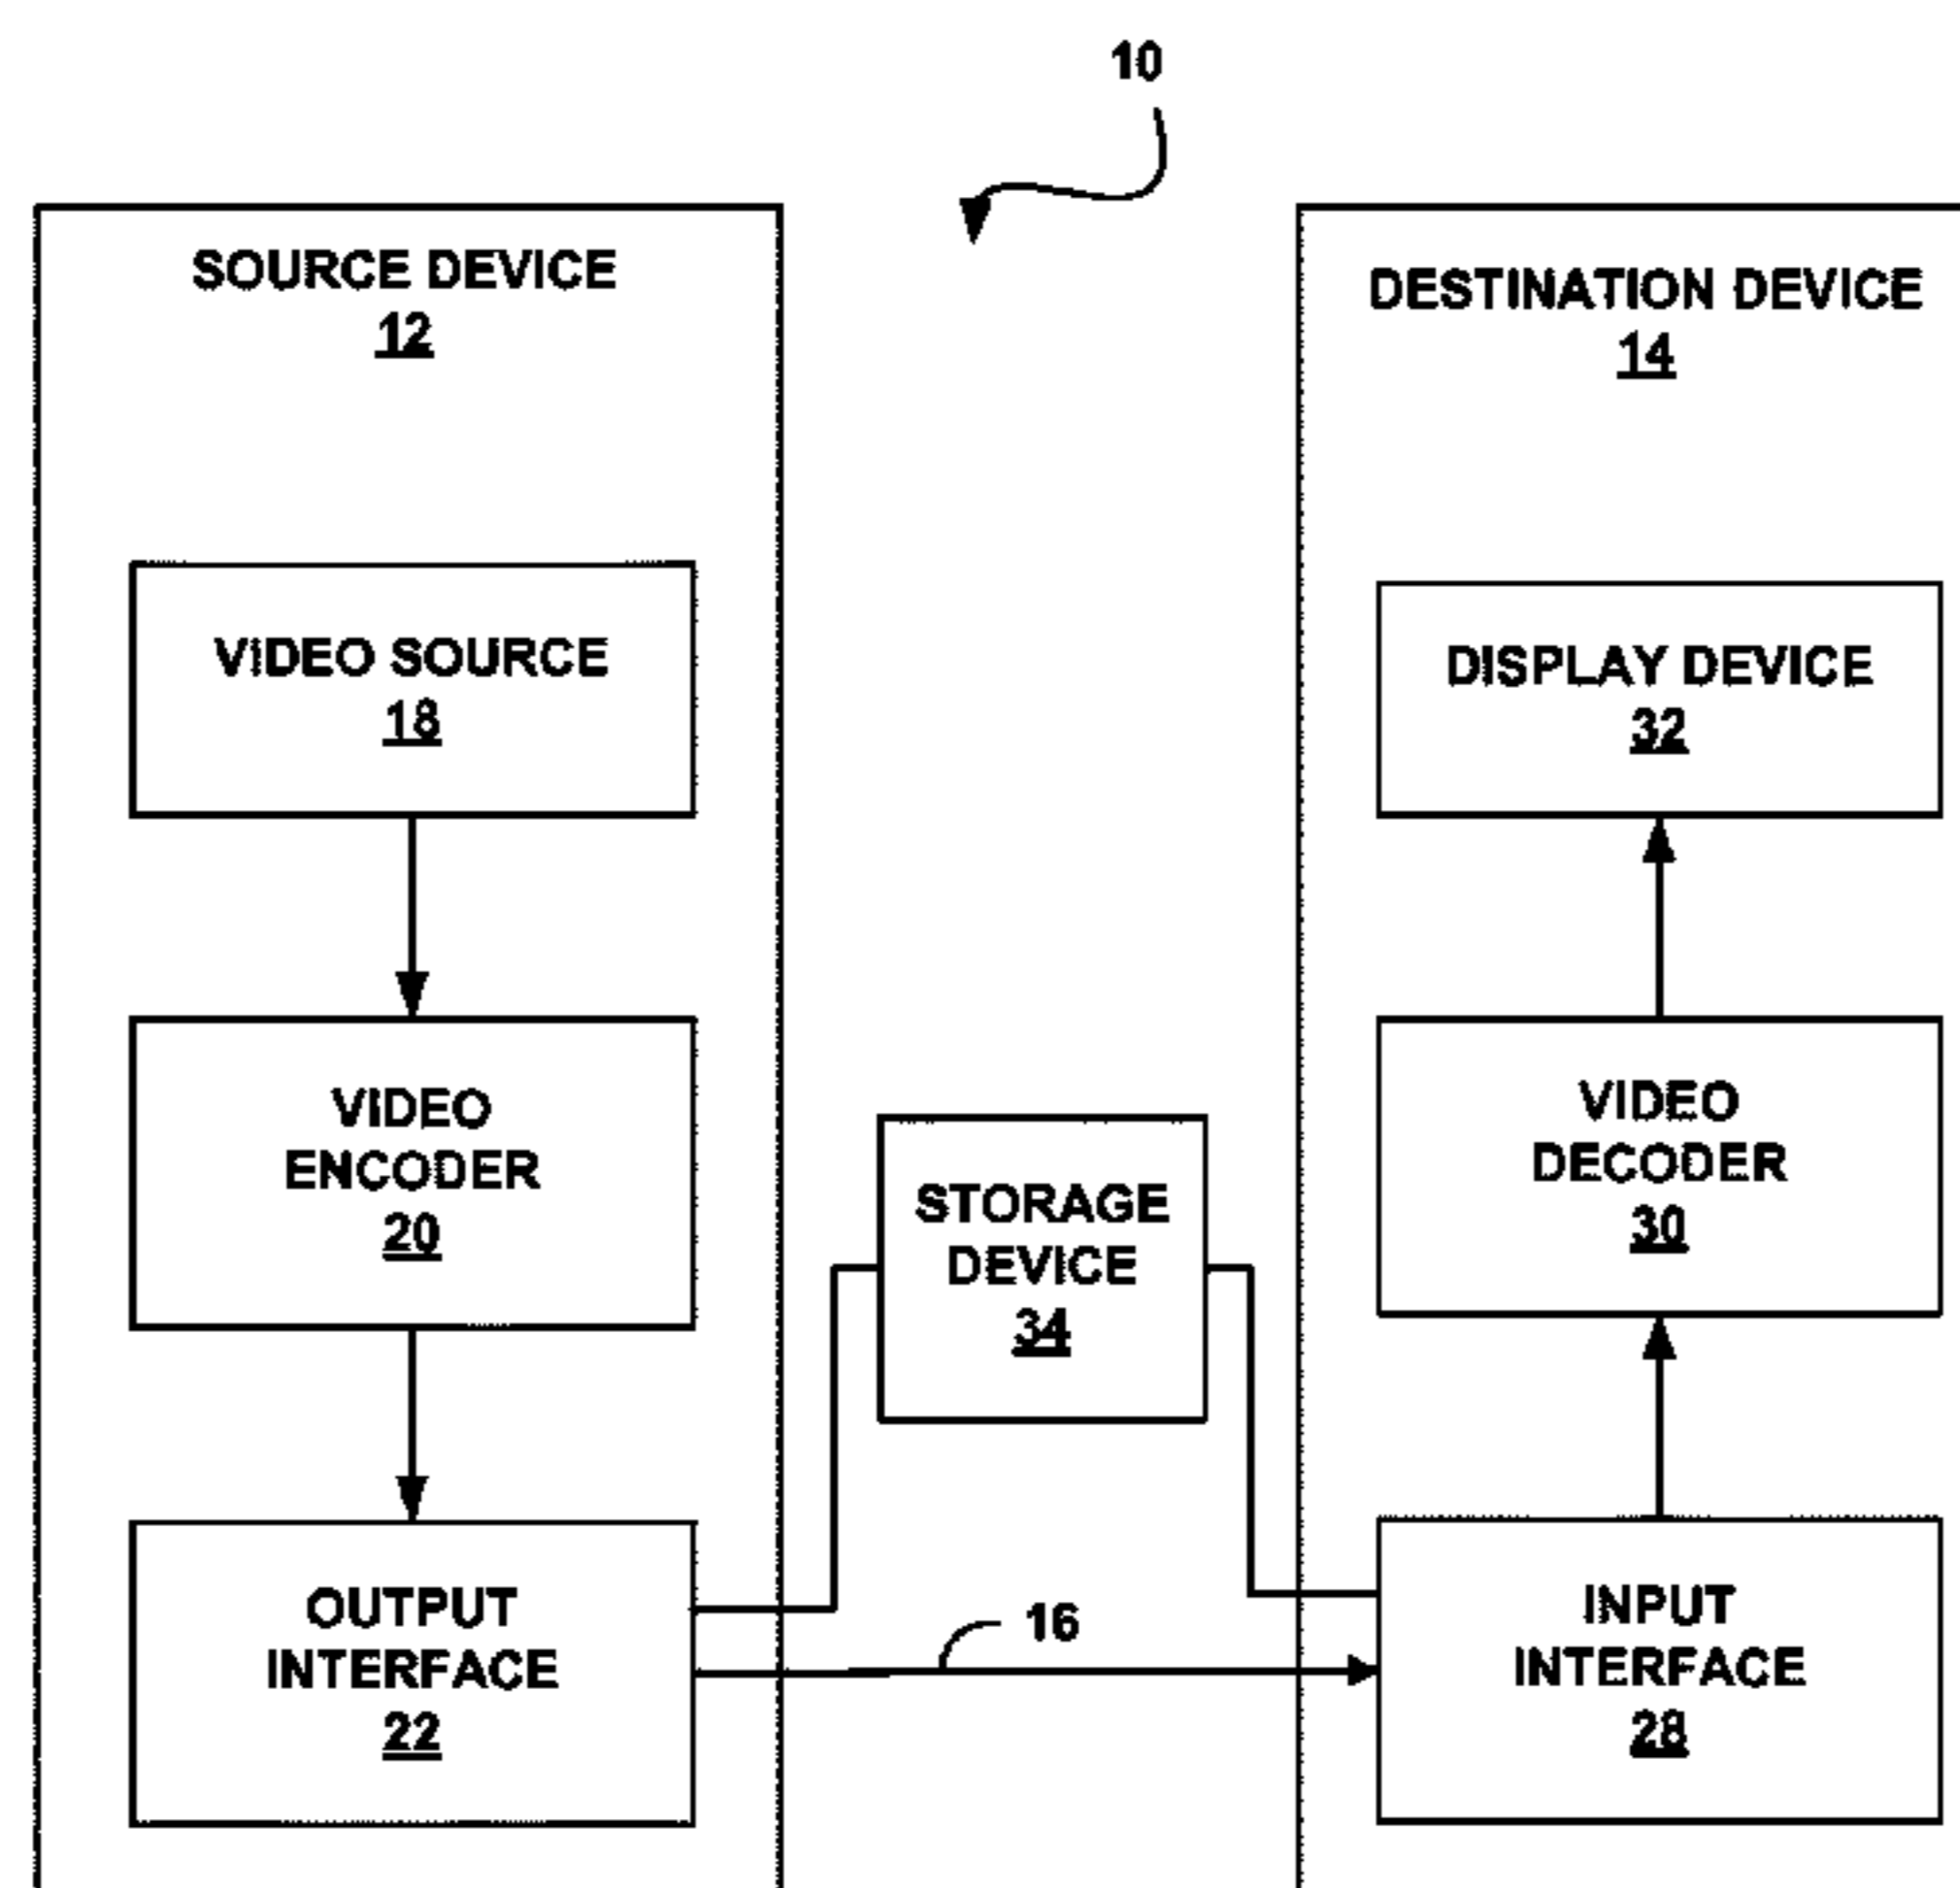 10
SOURCE DEVICE
12
VIDEO SOURCE
18
VIDEO
ENCODER
20
OUTPUT
INTERFACE
22
STORAGE
DEVICE
34
16
DESTINATION DEVICE
14
DISPLAY DEVICE
32
VIDEO
DECODER
30
INPUT
INTERFACE
28